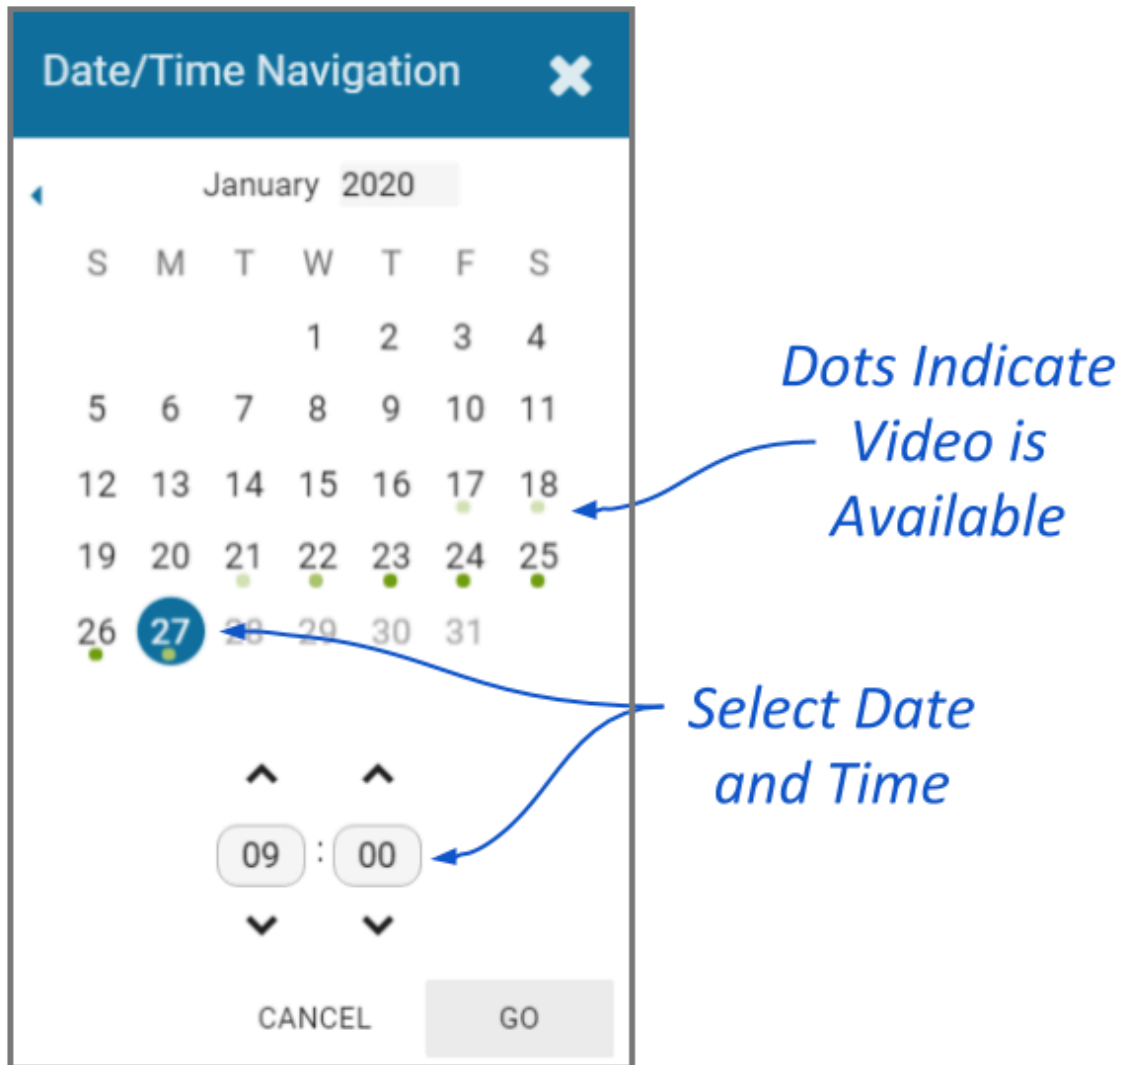 Date/Time Navigation
January 2020
S M T W T F S
1 2 3 4
5 6 7 8 9 10 11
12 13 14 15 16 17 18
19 20 21 22 23 24 25
26 27 28 29 30 31
09 : 00
CANCEL GO
Dots Indicate
Video is
Available
Select Date
and Time